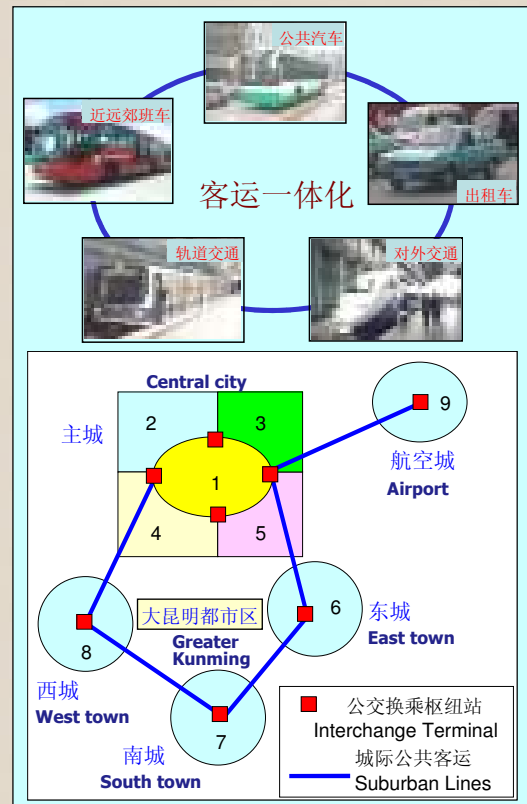 公共汽车
近远郊班车
出租车
客运一体化
轨道交通
对外交通
Central city
主城
2
3
9
1
航空城
Airport
4
5
大昆明都市区
Greater
Kunming
6
东城
East town
8
西城
West town
7
南城
South town
公交换乘枢纽站
Interchange Terminal
城际公共客运
Suburban Lines